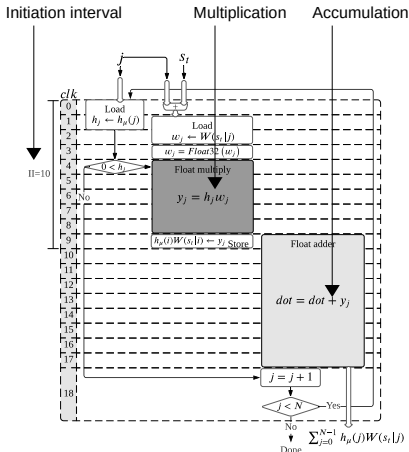 Initiation interval Multiplication Accumulation
j s_t
clk
0
Load
h_j ← h_μ(j)
+
1
Load
2
w_j ← W(s_t|j)
3
w_j = Float32 (w_j)
II=10
4
0 < h_j
Float multiply
5
No
6
y_j = h_j w_j
7
8
9
h_μ(i)W(s_t|i) ← y_j Store
Float adder
10
11
12
13
dot = dot + y_j
14
15
16
17
18
j = j + 1
j < N
Yes
No
∑_{j=0}^{N−1} h_μ(j)W(s_t|j)
Done